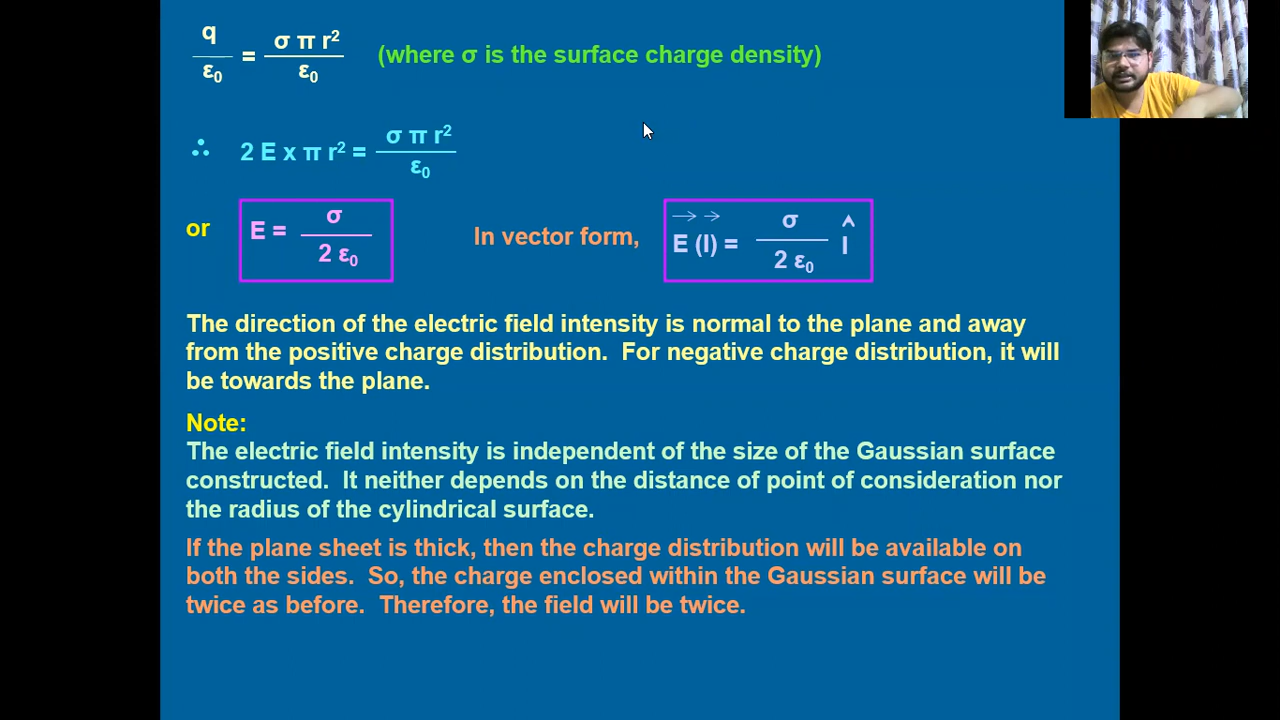 q/ε₀ = σ π r²/ε₀ (where σ is the surface charge density)
∴ 2 E x π r² = σ π r²/ε₀
or E = σ/2 ε₀ In vector form, E⃗ (l⃗) = σ/2 ε₀ l̂
The direction of the electric field intensity is normal to the plane and away
from the positive charge distribution. For negative charge distribution, it will
be towards the plane.
Note:
The electric field intensity is independent of the size of the Gaussian surface
constructed. It neither depends on the distance of point of consideration nor
the radius of the cylindrical surface.
If the plane sheet is thick, then the charge distribution will be available on
both the sides. So, the charge enclosed within the Gaussian surface will be
twice as before. Therefore, the field will be twice.